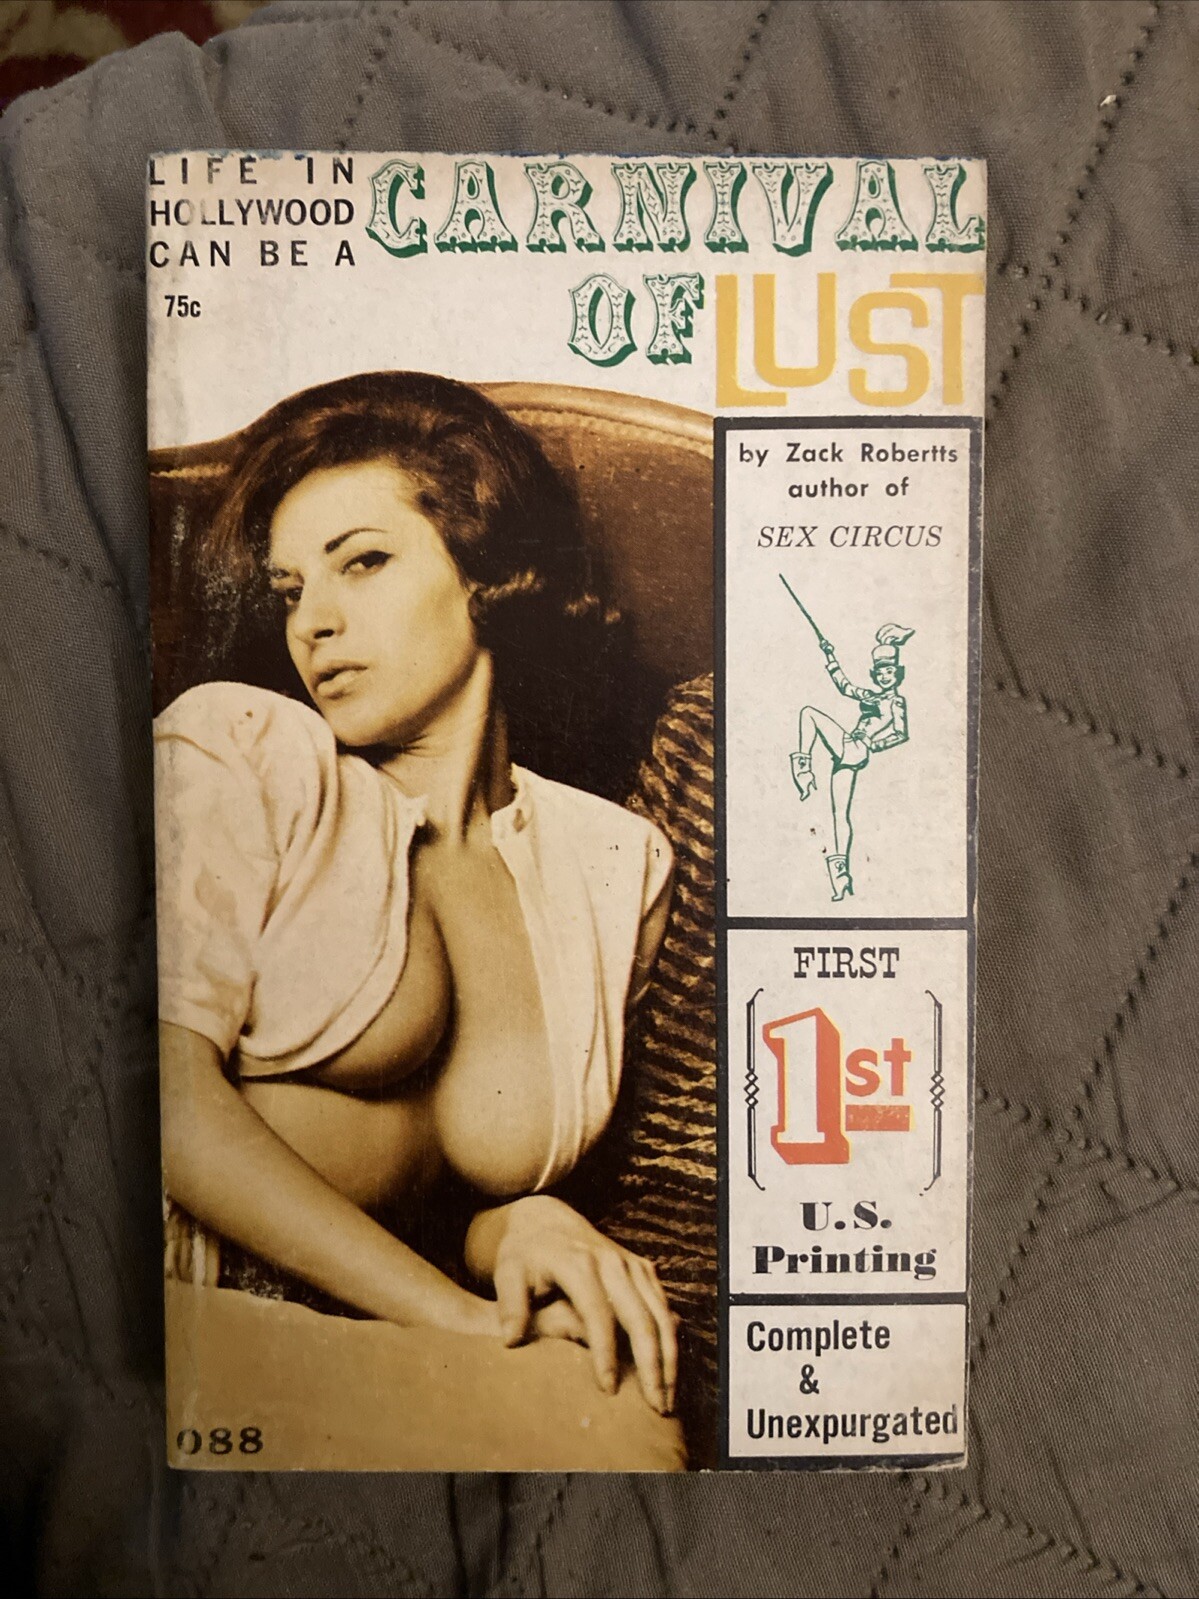 LIFE IN
HOLLYWOOD
CAN BE A
CARNIVAL
OF LUST
75c
by Zack Robertts
author of
SEX CIRCUS
FIRST
1st
U.S.
Printing
Complete
&
Unexpurgated
088